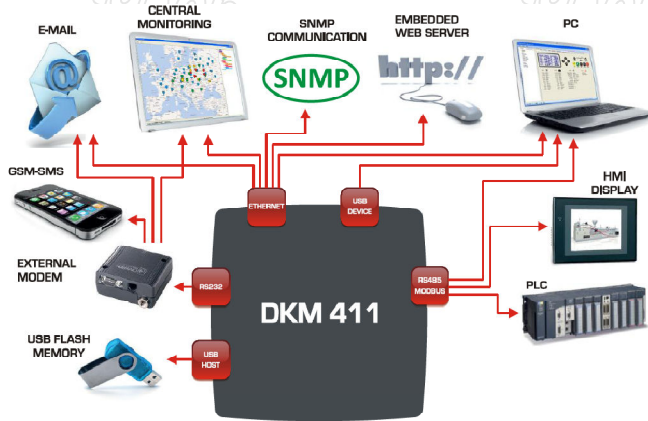 E-MAIL
CENTRAL
MONITORING
SNMP
COMMUNICATION
EMBEDDED
WEB SERVER
PC
SNMP
http://
GSM-SMS
ETHERNET
USB
DEVICE
HMI
DISPLAY
EXTERNAL
MODEM
RS232
RS485
MODBUS
PLC
DKM 411
USB FLASH
MEMORY
USB
HOST